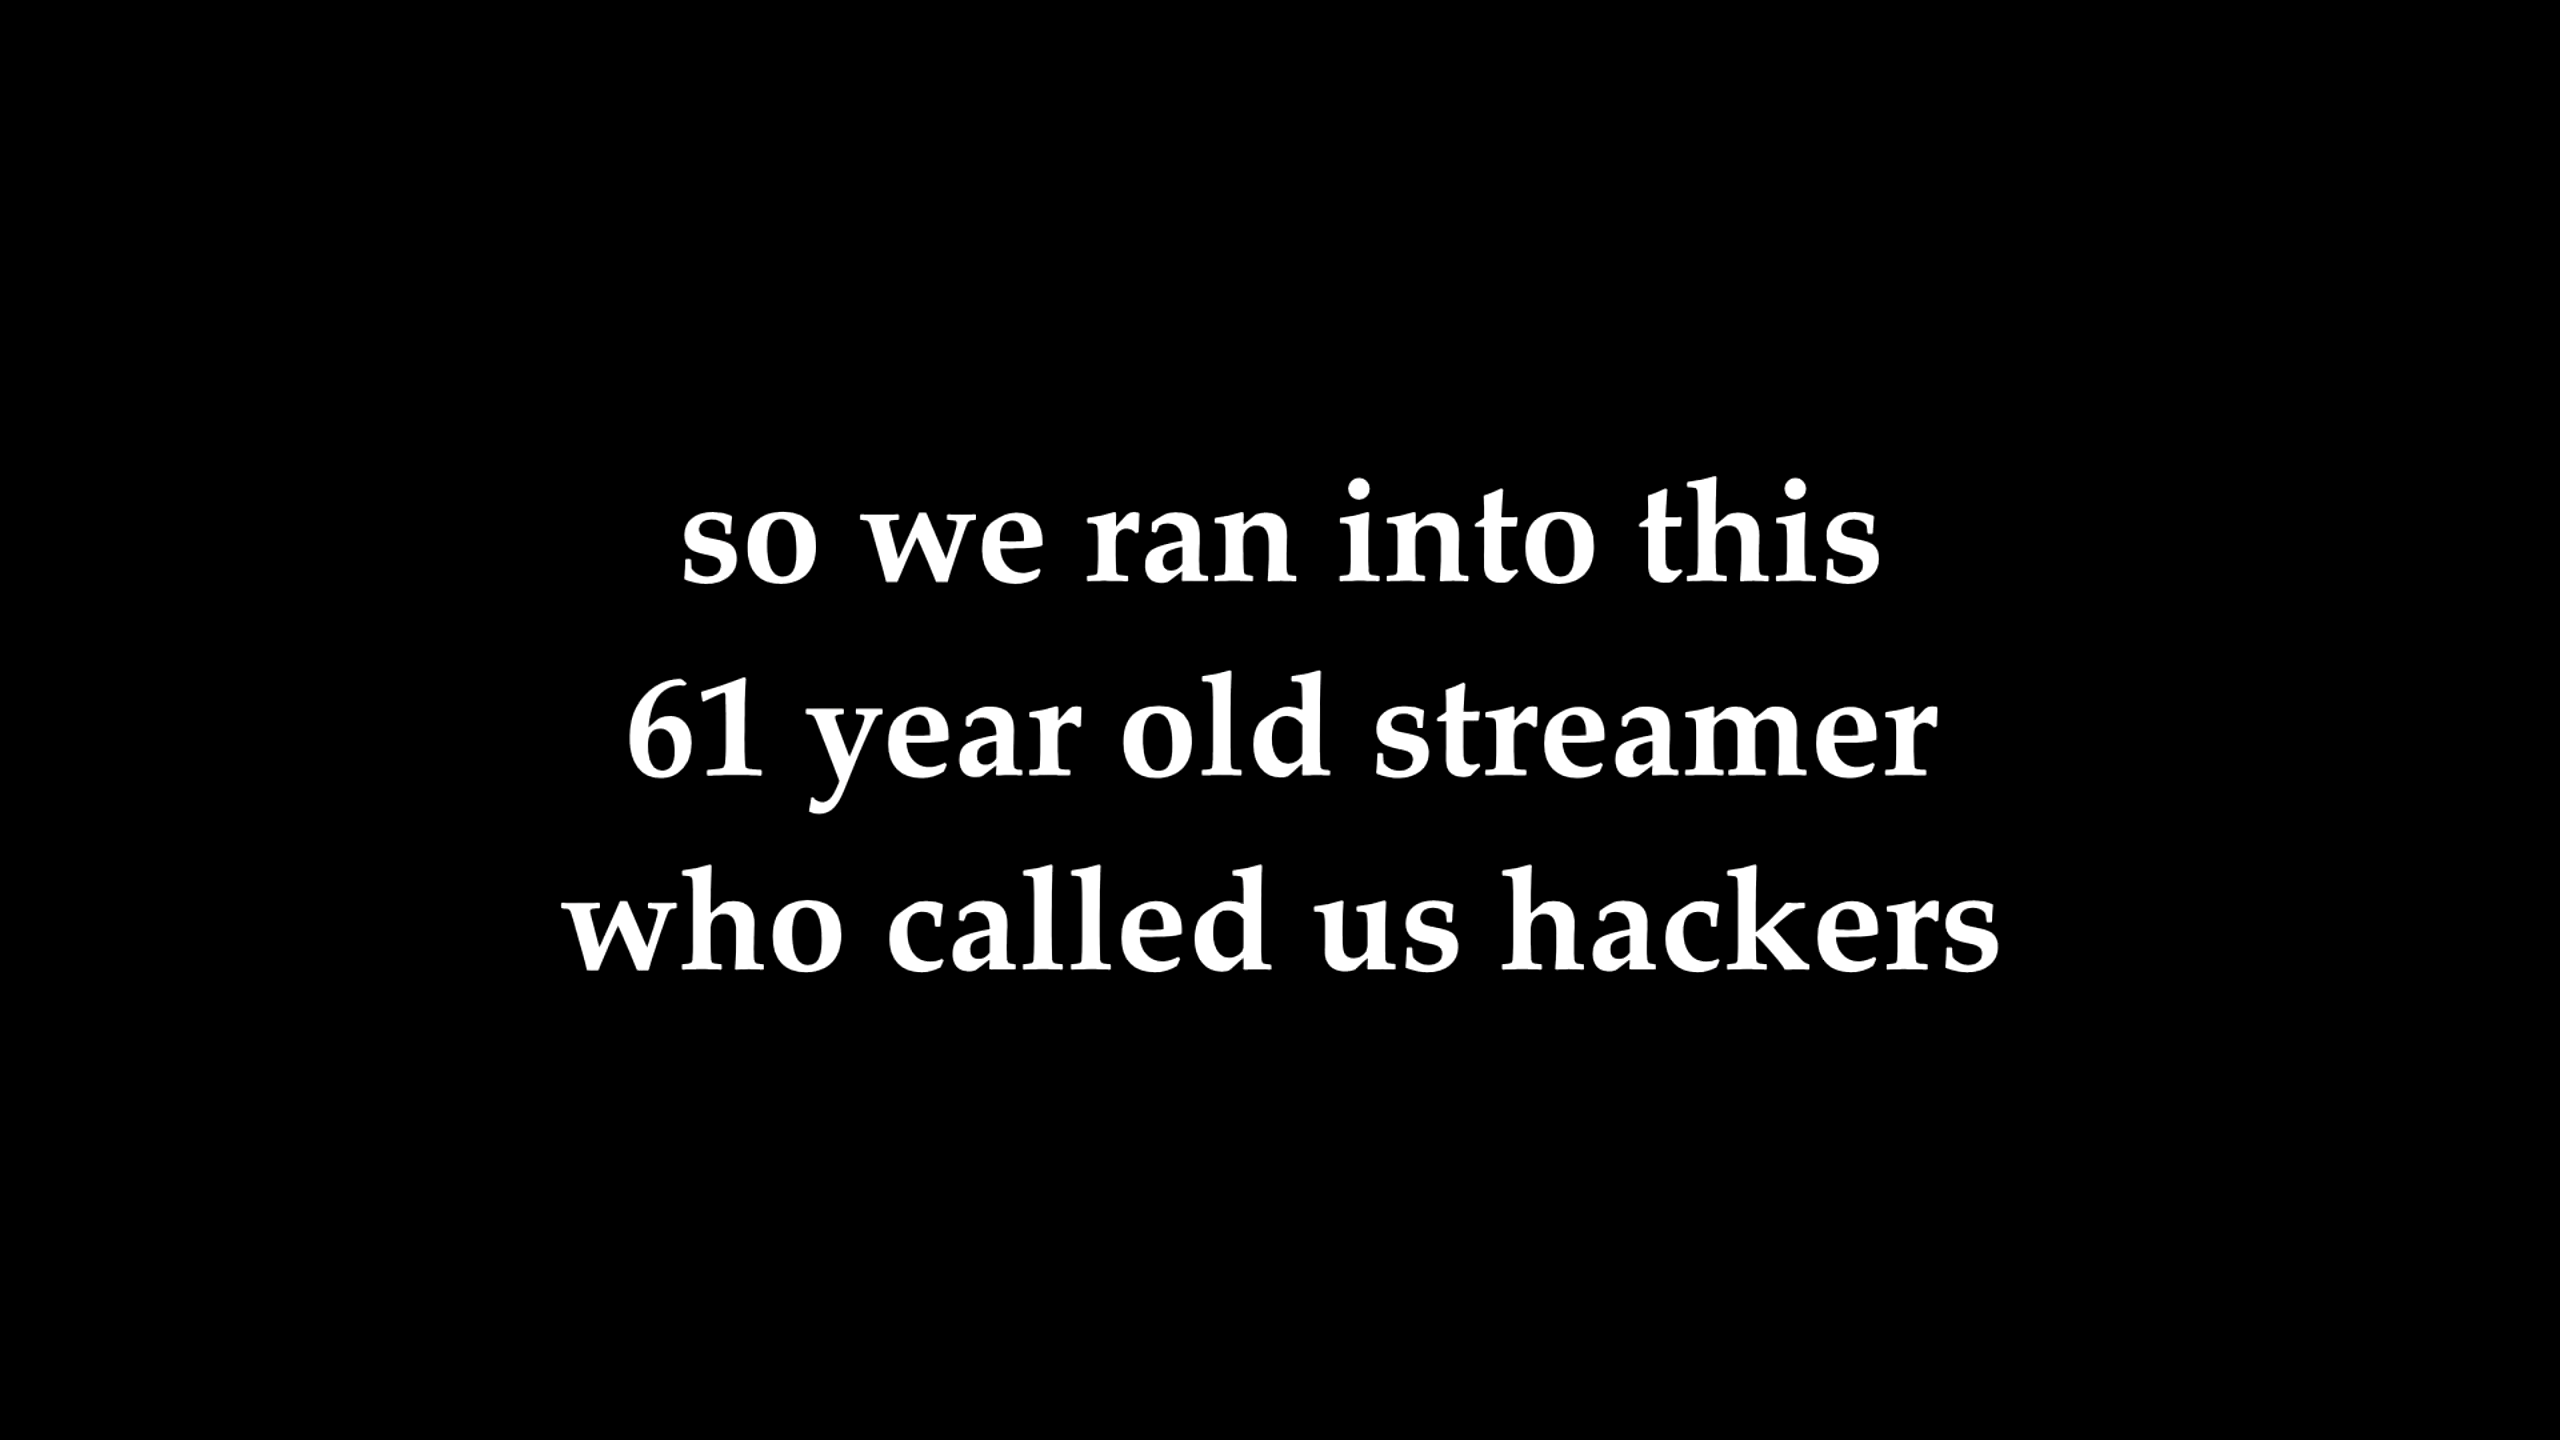 so we ran into this
61 year old streamer
who called us hackers